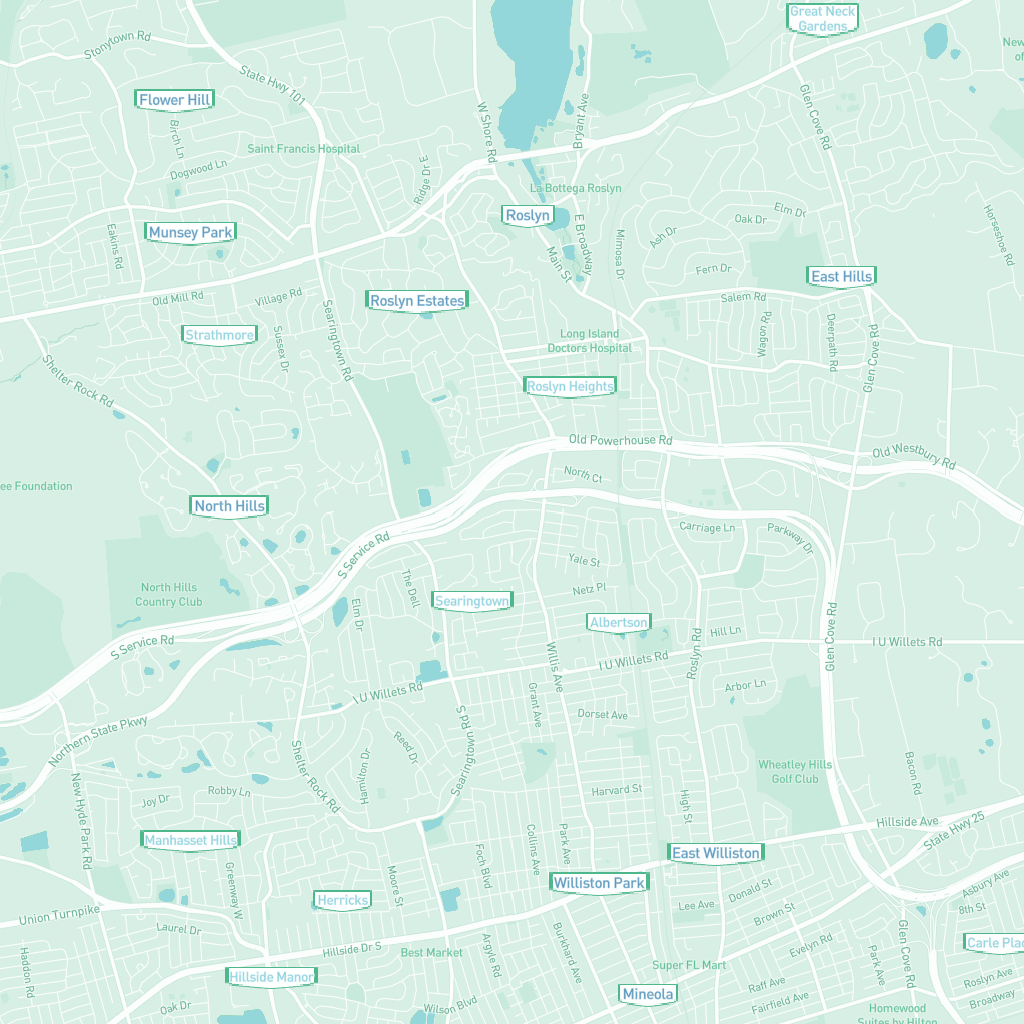 Great Neck
Gardens
Stonytown Rd
State Hwy 101
New
of
Flower Hill
Glen Cove Rd
W Shore Rd
Bryant Ave
Birch Ln
Saint Francis Hospital
Dogwood Ln
Ridge Dr E
La Bottega Roslyn
Roslyn
Elm Dr
Oak Dr
Munsey Park
Eakins Rd
E Broadway
Mimosa Dr
Ash Dr
Horseshoe Rd
Main St
Fern Dr
East Hills
Old Mill Rd
Village Rd
Roslyn Estates
Salem Rd
Strathmore
Searingtown Rd
Sussex Dr
Long Island
Doctors Hospital
Wagon Rd
Deerpath Rd
Glen Cove Rd
Shelter Rock Rd
Roslyn Heights
Old Powerhouse Rd
Old Westbury Rd
ee Foundation
North Ct
North Hills
Carriage Ln
Parkway Dr
S Service Rd
Yale St
North Hills
Country Club
The Dell
Netz Pl
Searingtown
Elm Dr
Albertson
Glen Cove Rd
S Service Rd
Hill Ln
I U Willets Rd
Roslyn Rd
Willis Ave
I U Willets Rd
I U Willets Rd
Arbor Ln
Grant Ave
Northern State Pkwy
Dorset Ave
Searingtown Rd S
Reed Dr
Shelter Rock Rd
Hamilton Dr
Wheatley Hills
Golf Club
Bacon Rd
New Hyde Park Rd
Robby Ln
Joy Dr
Harvard St
High St
Hillside Ave
State Hwy 25
Manhasset Hills
Collins Ave
Park Ave
East Williston
Foch Blvd
Greenway W
Moore St
Williston Park
Donald St
Asbury Ave
Herricks
Lee Ave
Brown St
8th St
Union Turnpike
Laurel Dr
Glen Cove Rd
Hillside Dr S
Best Market
Argyle Rd
Burkhard Ave
Evelyn Rd
Park Ave
Carle Plac
Haddon Rd
Super FL Mart
Hillside Manor
Roslyn Ave
Raff Ave
Mineola
Fairfield Ave
Broadway
Oak Dr
Wilson Blvd
Homewood
Suites by Hilton